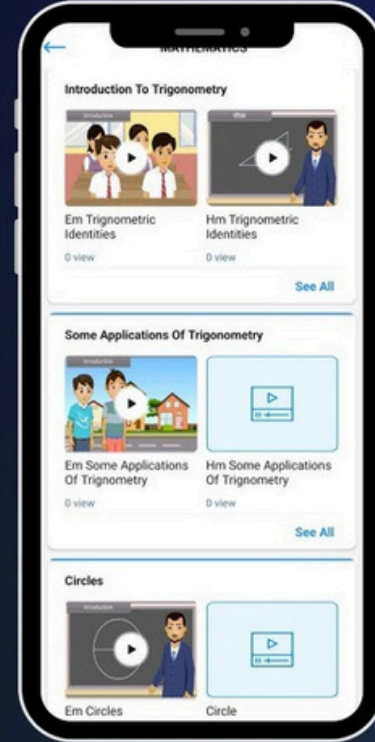 MATHEMATICS
Introduction To Trigonometry
Introduction
Em Trignometric
Identities
0 view
Hm Trignometric
Identities
0 view
See All
Some Applications Of Trigonometry
Introduction
Em Some Applications
Of Trignometry
0 view
Hm Some Applications
Of Trignometry
0 view
See All
Circles
Introduction
Em Circles
Circle